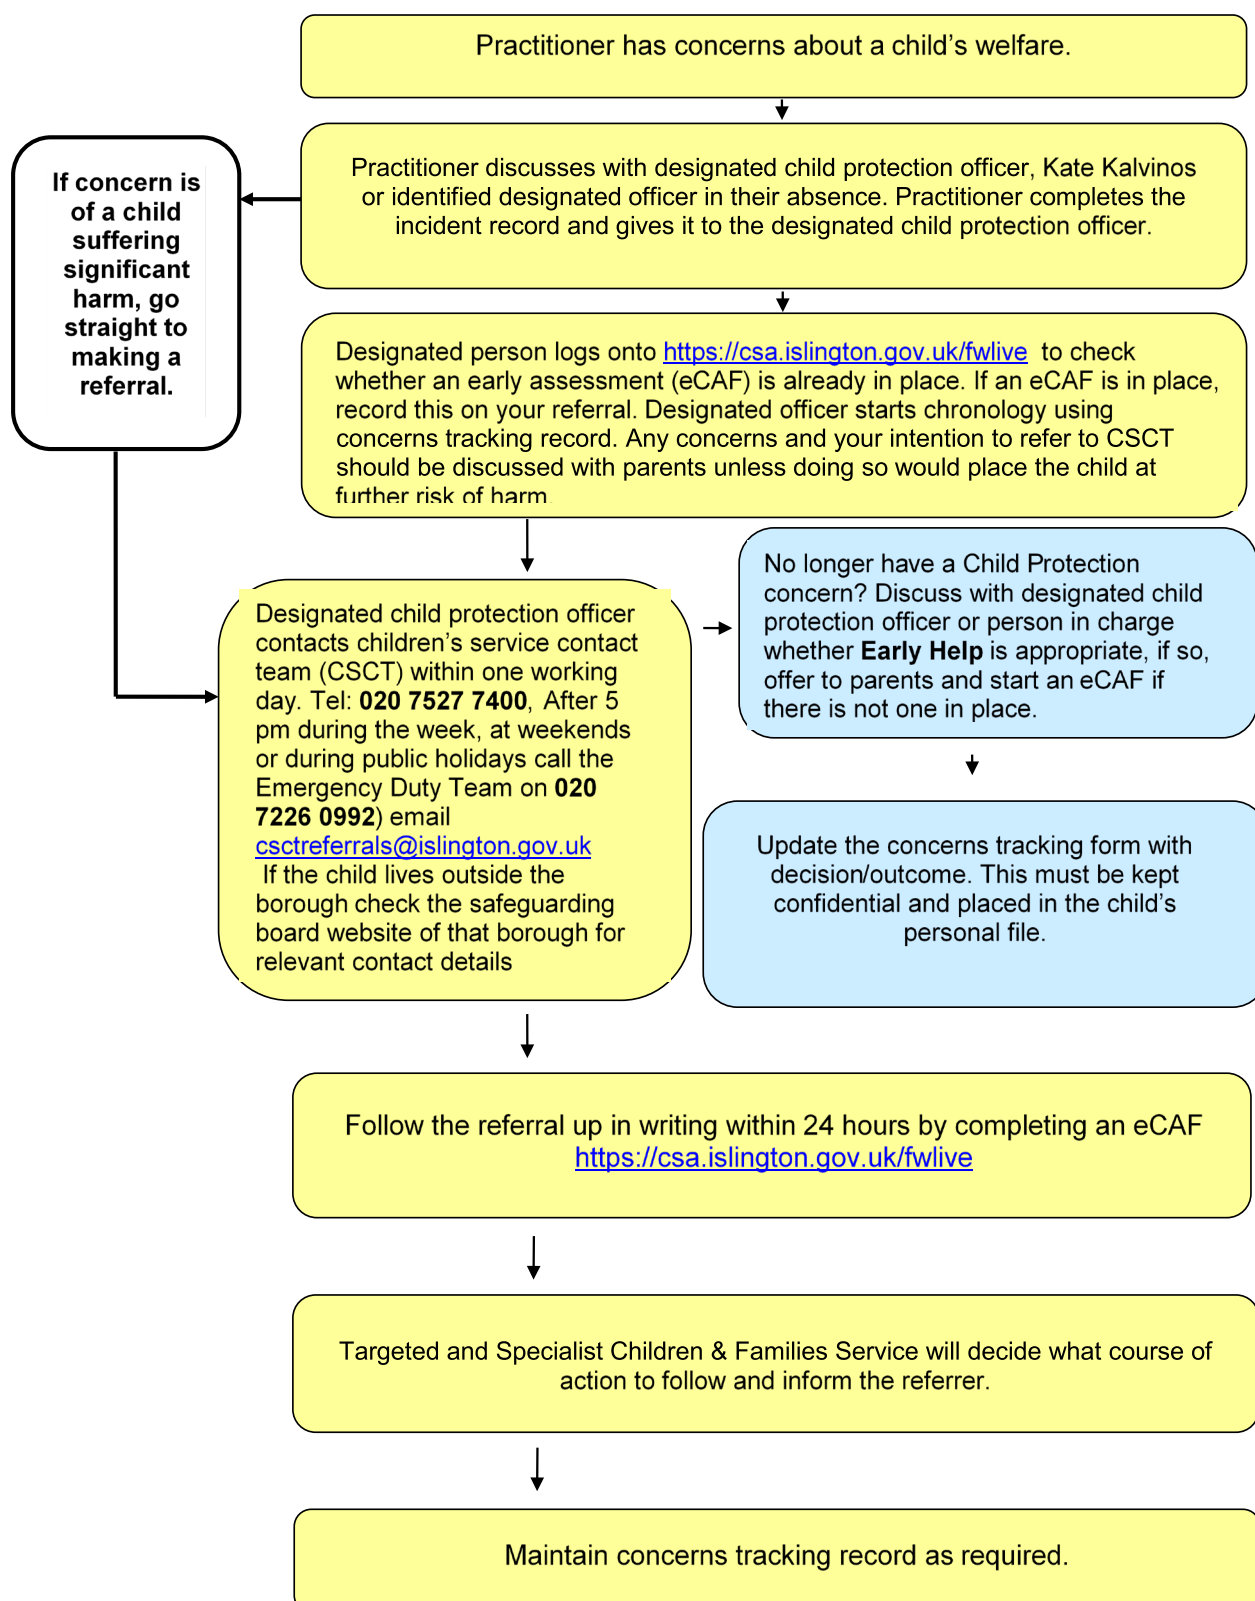 Practitioner has concerns about a child’s welfare.
Practitioner discusses with designated child protection officer, Kate Kalvinos
or identified designated officer in their absence. Practitioner completes the
incident record and gives it to the designated child protection officer.
If concern is
of a child
suffering
significant
harm, go
straight to
making a
referral.
Designated person logs onto https://csa.islington.gov.uk/fwlive to check
whether an early assessment (eCAF) is already in place. If an eCAF is in place,
record this on your referral. Designated officer starts chronology using
concerns tracking record. Any concerns and your intention to refer to CSCT
should be discussed with parents unless doing so would place the child at
further risk of harm.
Designated child protection officer
contacts children’s service contact
team (CSCT) within one working
day. Tel: 020 7527 7400, After 5
pm during the week, at weekends
or during public holidays call the
Emergency Duty Team on 020
7226 0992) email
csctreferrals@islington.gov.uk
If the child lives outside the
borough check the safeguarding
board website of that borough for
relevant contact details
No longer have a Child Protection
concern? Discuss with designated child
protection officer or person in charge
whether Early Help is appropriate, if so,
offer to parents and start an eCAF if
there is not one in place.
Update the concerns tracking form with
decision/outcome. This must be kept
confidential and placed in the child’s
personal file.
Follow the referral up in writing within 24 hours by completing an eCAF
https://csa.islington.gov.uk/fwlive
Targeted and Specialist Children & Families Service will decide what course of
action to follow and inform the referrer.
Maintain concerns tracking record as required.